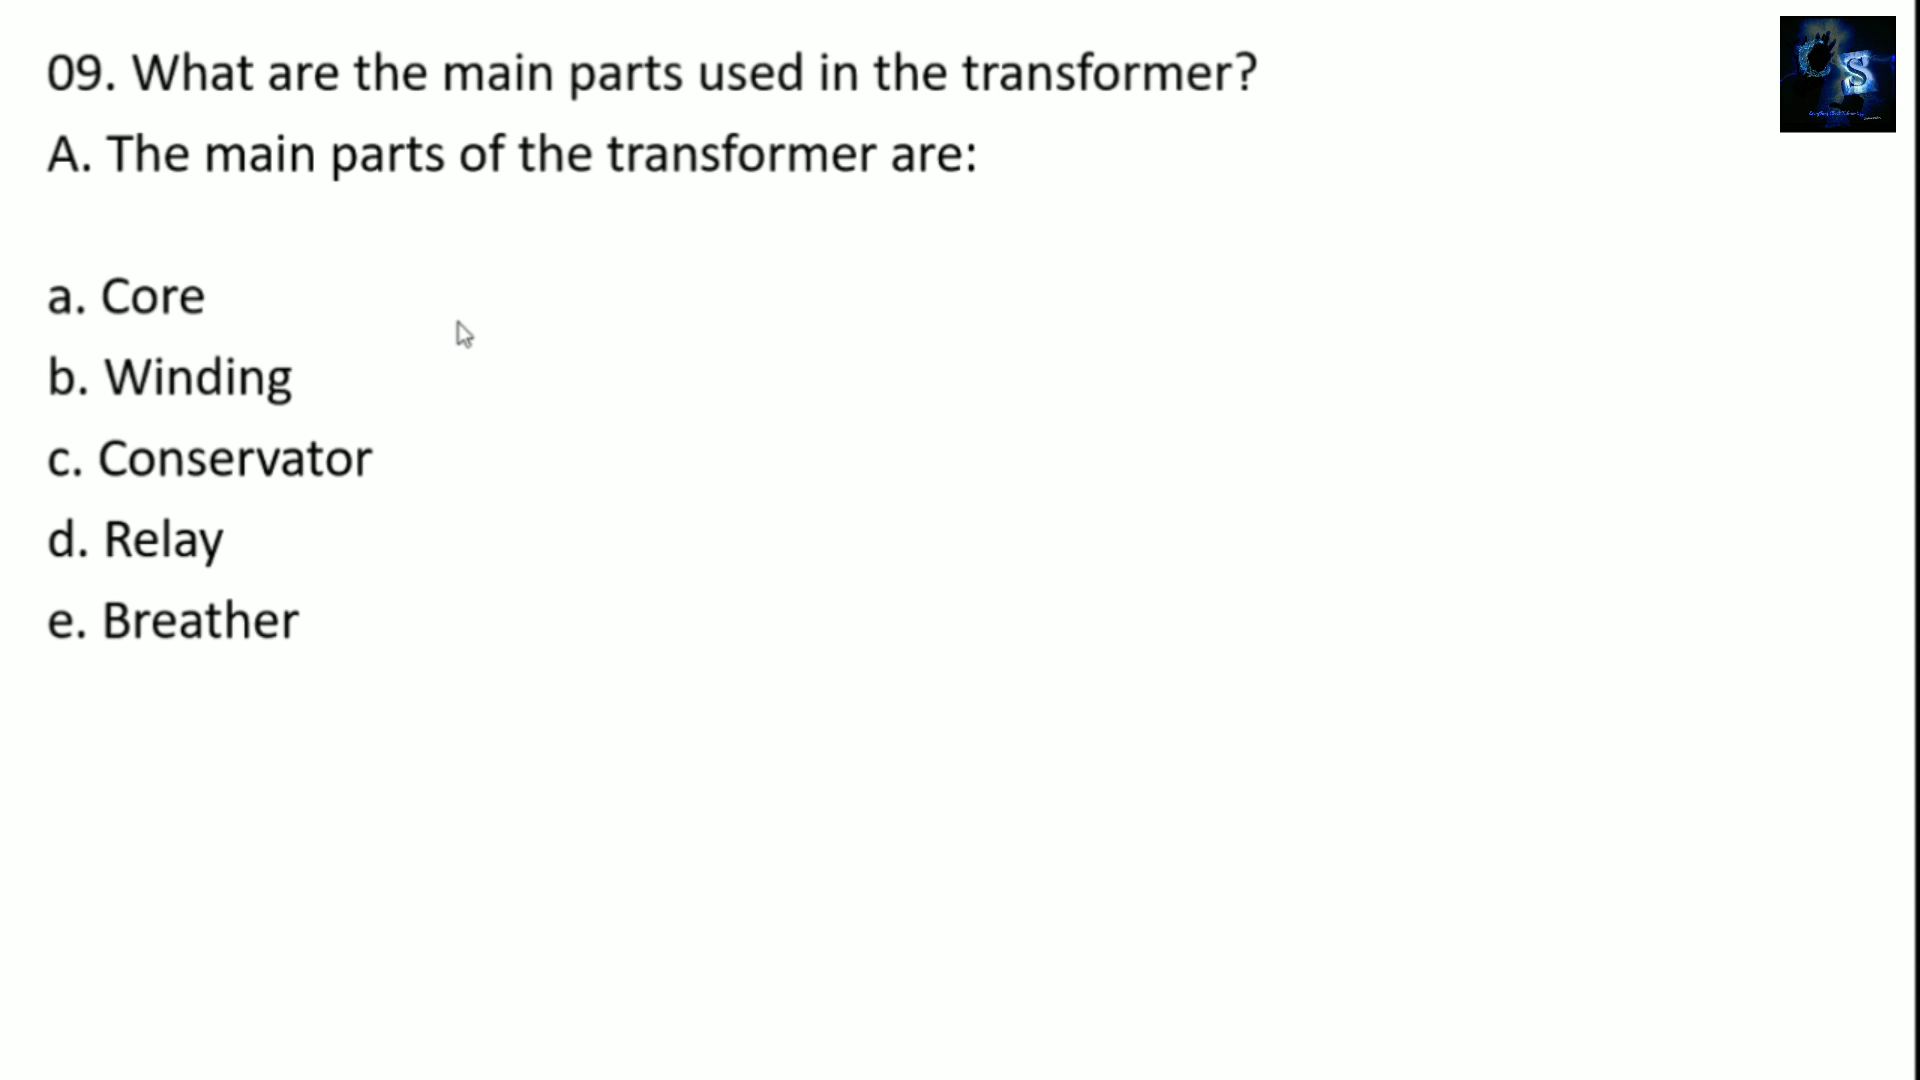 09. What are the main parts used in the transformer?
A. The main parts of the transformer are:
a. Core
b. Winding
c. Conservator
d. Relay
e. Breather
CS